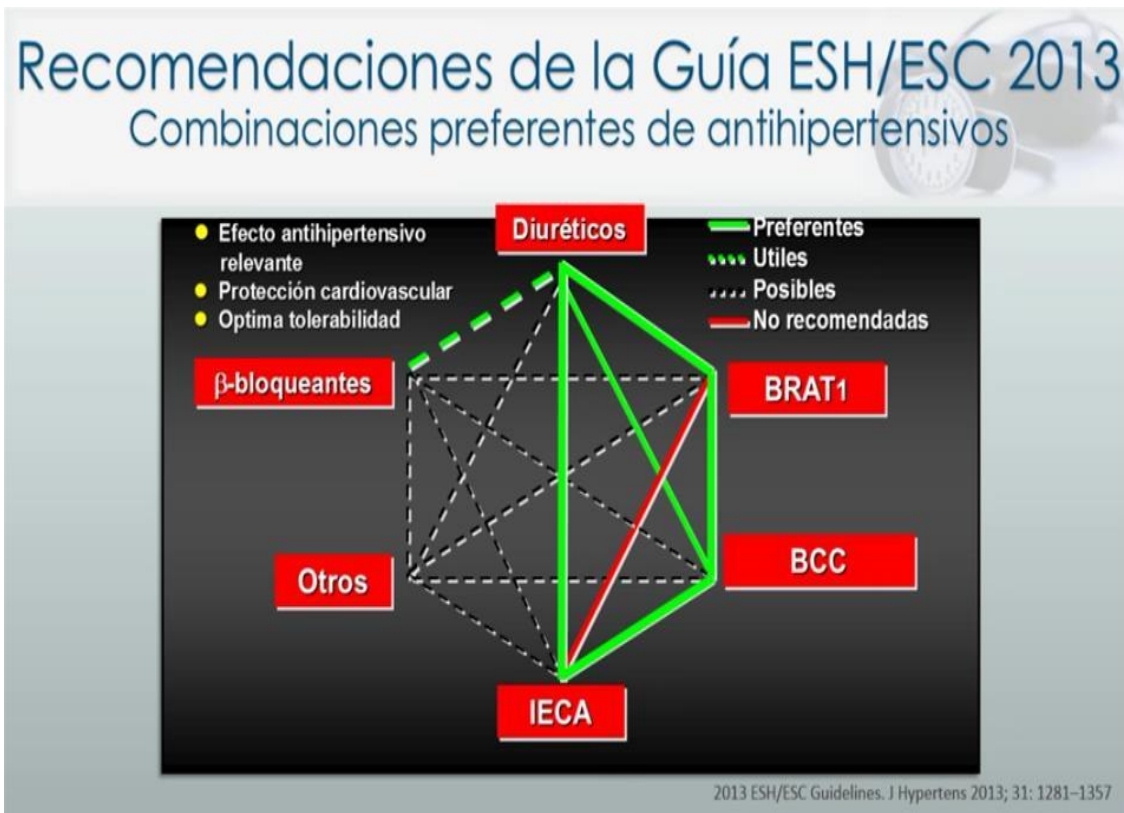 Recomendaciones de la Guía ESH/ESC 2013
Combinaciones preferentes de antihipertensivos
Efecto antihipertensivo
relevante
Protección cardiovascular
Optima tolerabilidad
Diuréticos
Preferentes
Utiles
Posibles
No recomendadas
β-bloqueantes
BRAT1
Otros
BCC
IECA
2013 ESH/ESC Guidelines. J Hypertens 2013; 31: 1281–1357